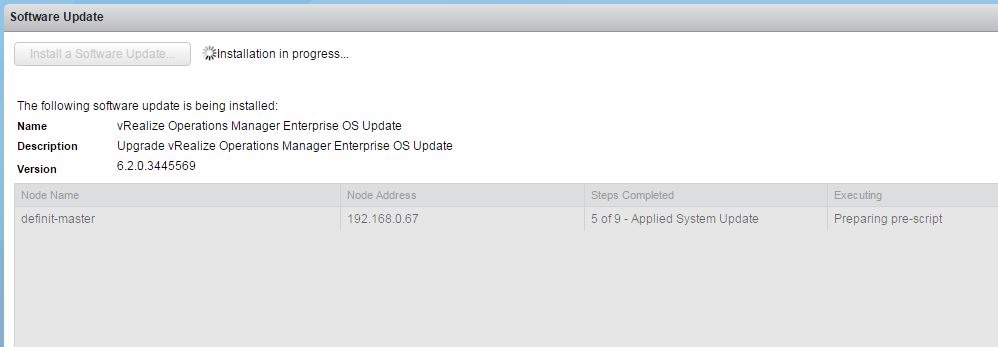 Software Update
Install a Software Update... Installation in progress...
The following software update is being installed:
Name vRealize Operations Manager Enterprise OS Update
Description Upgrade vRealize Operations Manager Enterprise OS Update
Version 6.2.0.3445569
Node Name Node Address Steps Completed Executing
definit-master 192.168.0.67 5 of 9 - Applied System Update Preparing pre-script